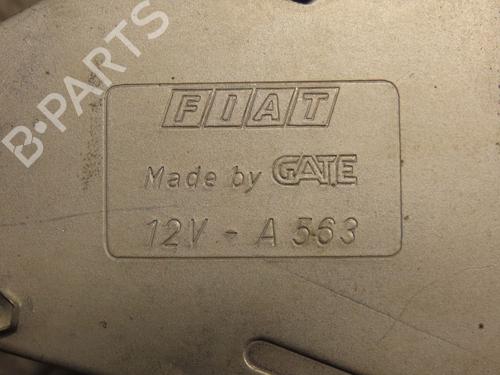 B-PARTS
FIAT
Made by GATE
12V - A 563